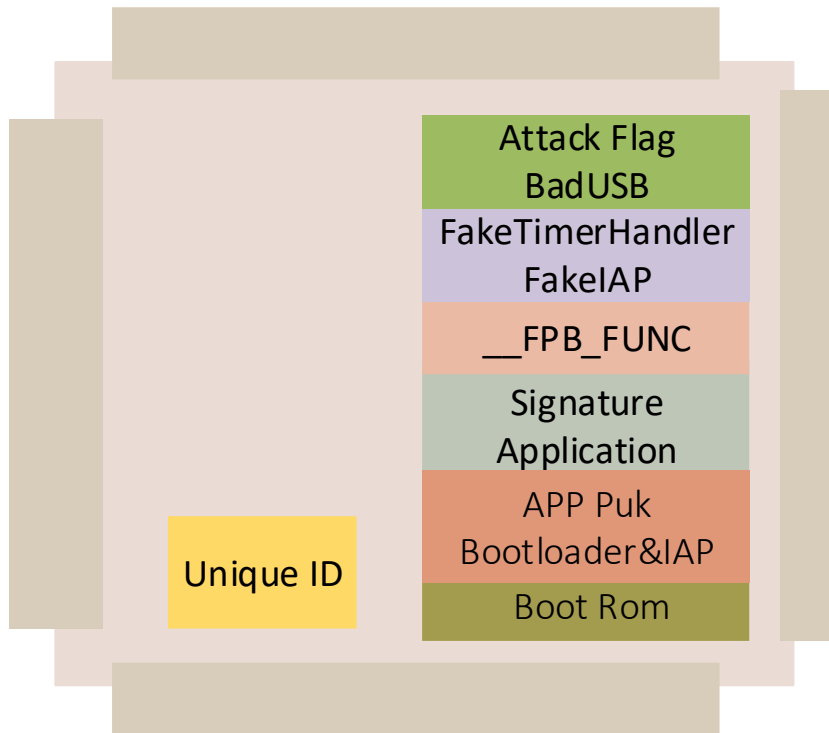 Attack Flag
BadUSB
FakeTimerHandler
FakeIAP
__FPB_FUNC
Signature
Application
APP Puk
Bootloader&IAP
Boot Rom
Unique ID